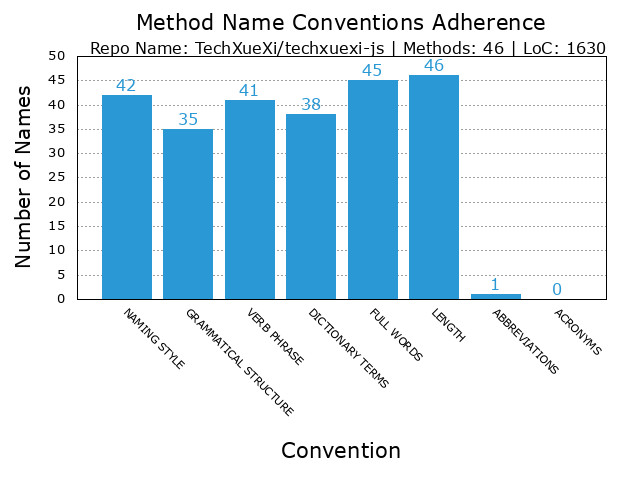 Method Name Conventions Adherence
Repo Name: TechXueXi/techxuexi-js | Methods: 46 | LoC: 1630
Number of Names
50
45
40
35
30
25
20
15
10
5
0
42
35
41
38
45
46
1
0
NAMING STYLE
GRAMMATICAL STRUCTURE
VERB PHRASE
DICTIONARY TERMS
FULL WORDS
LENGTH
ABBREVIATIONS
ACRONYMS
Convention